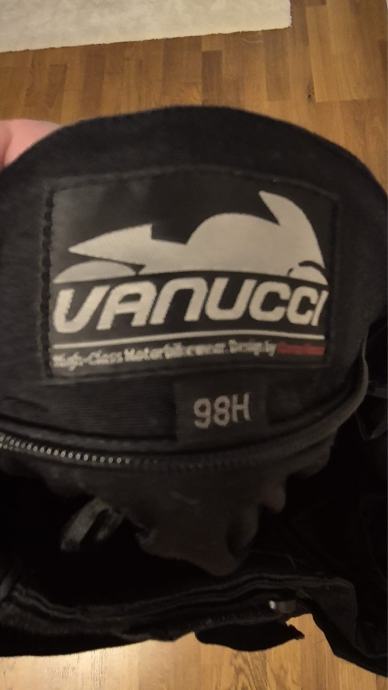 VANUCCI
High-Class Motorbikewear Design by
98H